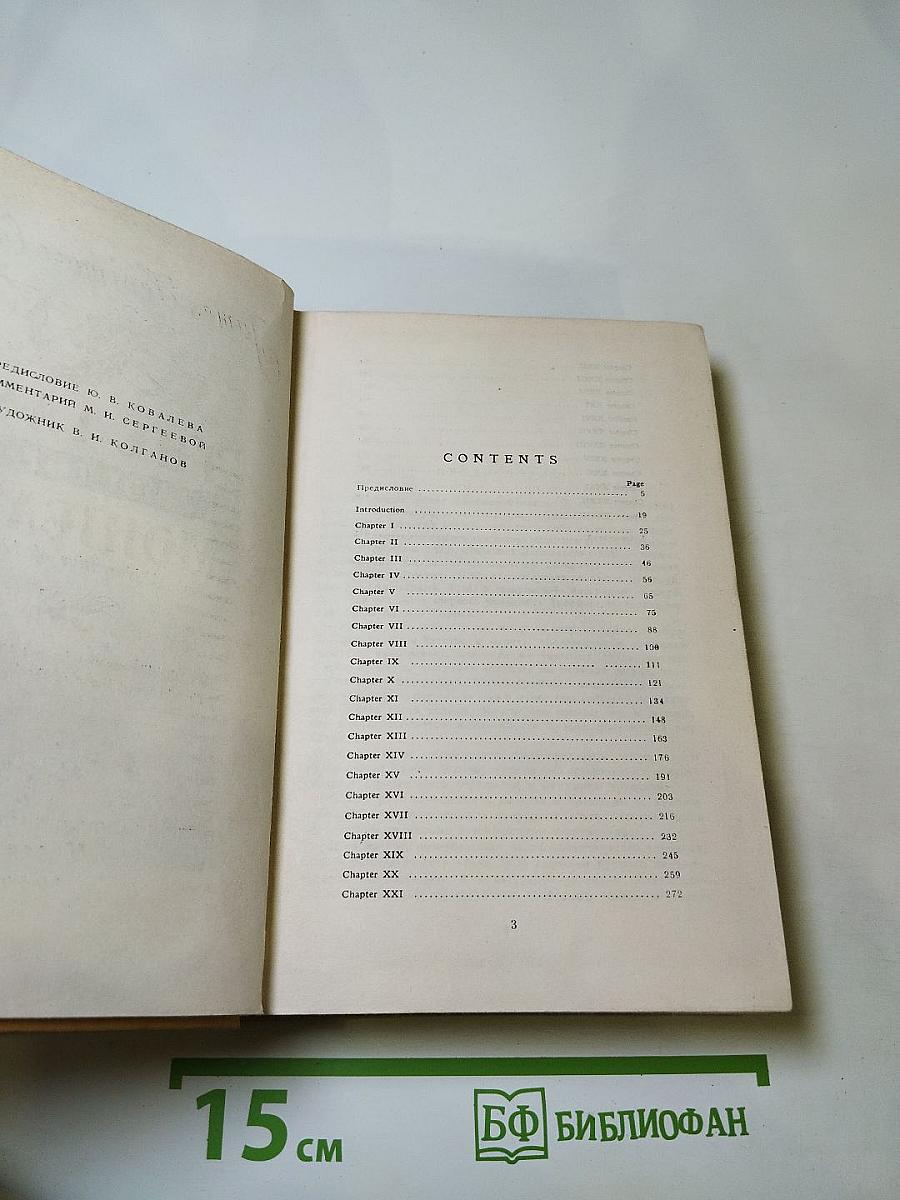 ПРЕДИСЛОВИЕ Ю. В. КОВАЛЕВА
КОММЕНТАРИЙ М. И. СЕРГЕЕВОЙ
ХУДОЖНИК В. И. КОЛГАНОВ
CONTENTS
Page
Предисловие ........ 5
Introduction ........ 19
Chapter I ........ 25
Chapter II ........ 36
Chapter III ........ 46
Chapter IV ........ 56
Chapter V ........ 65
Chapter VI ........ 75
Chapter VII ........ 88
Chapter VIII ........ 100
Chapter IX ........ 111
Chapter X ........ 121
Chapter XI ........ 134
Chapter XII ........ 148
Chapter XIII ........ 163
Chapter XIV ........ 176
Chapter XV ........ 191
Chapter XVI ........ 203
Chapter XVII ........ 216
Chapter XVIII ........ 232
Chapter XIX ........ 245
Chapter XX ........ 259
Chapter XXI ........ 272
3
15 см
БФ БИБЛИОФАН